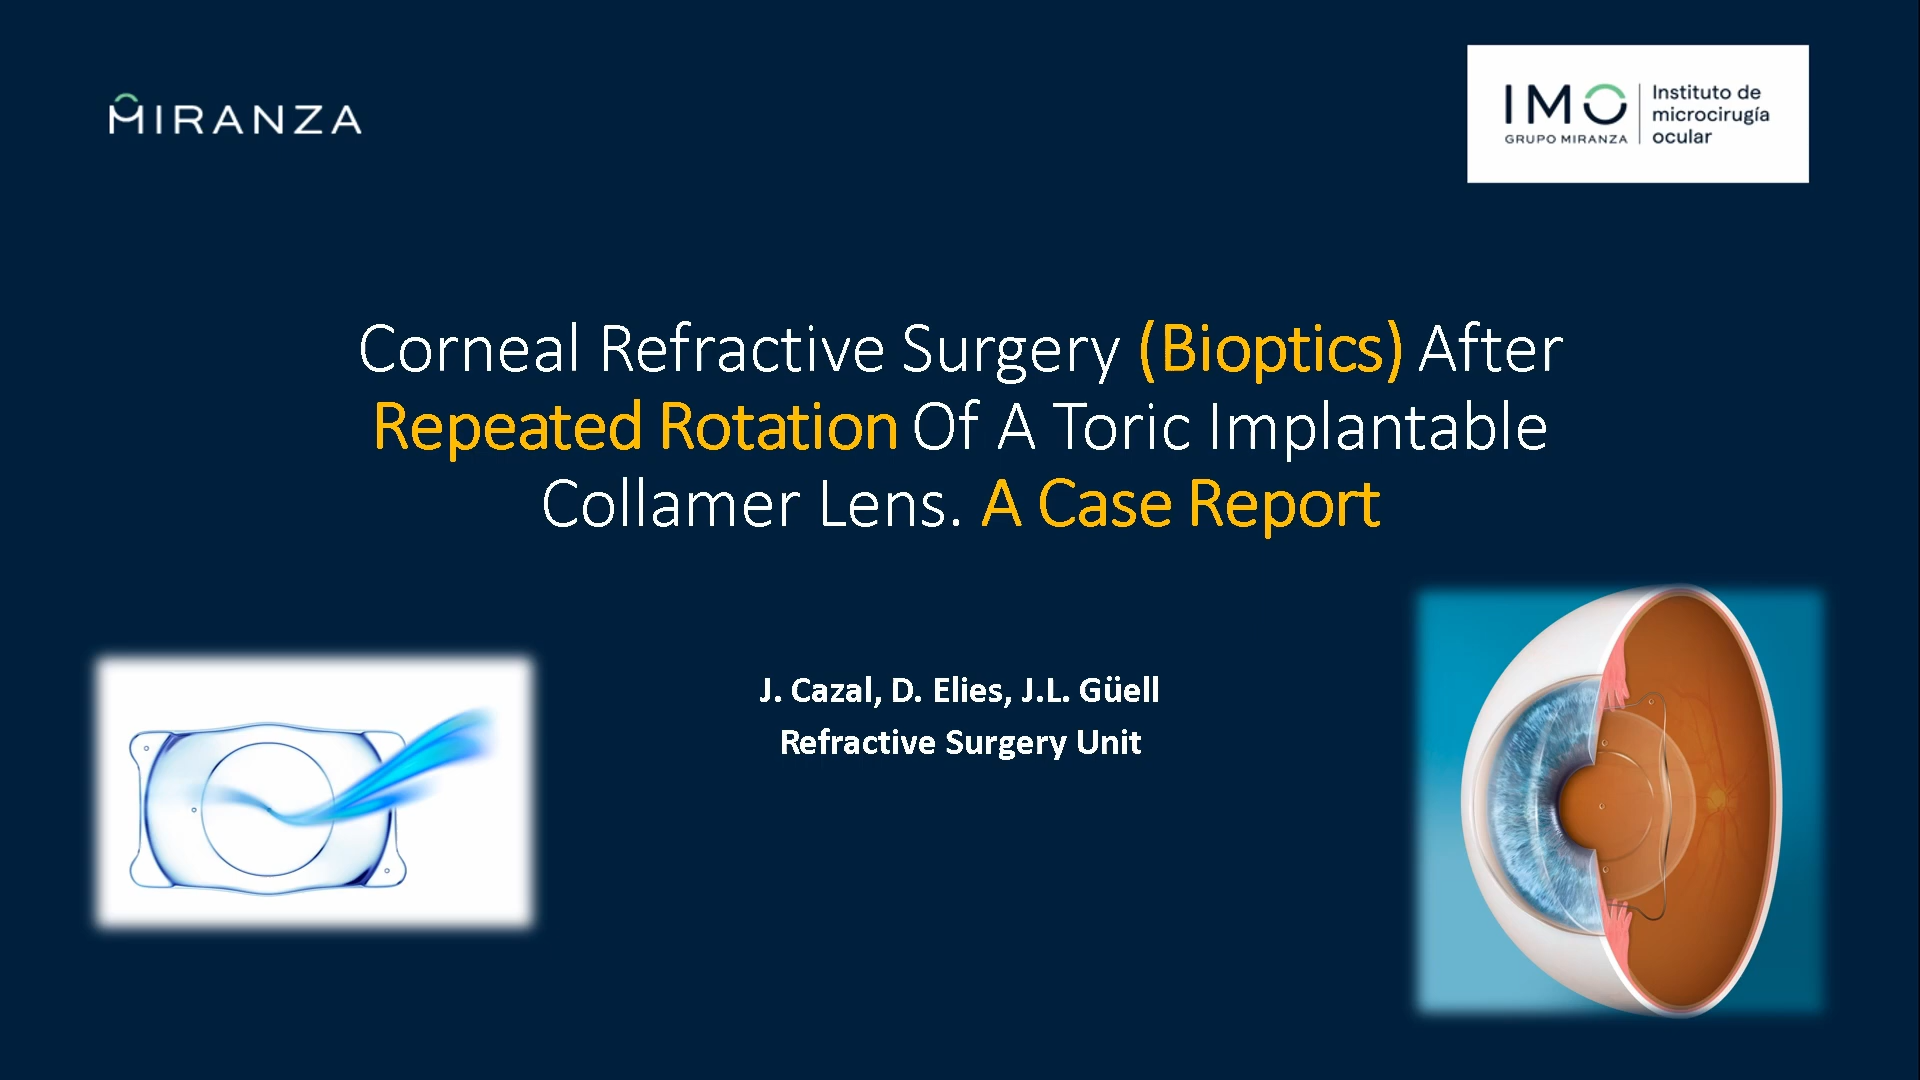 MIRANZA
IMO
GRUPO MIRANZA
Instituto de
microcirugía
ocular
Corneal Refractive Surgery (Bioptics) After
Repeated Rotation Of A Toric Implantable
Collamer Lens. A Case Report
J. Cazal, D. Elies, J.L. Güell
Refractive Surgery Unit